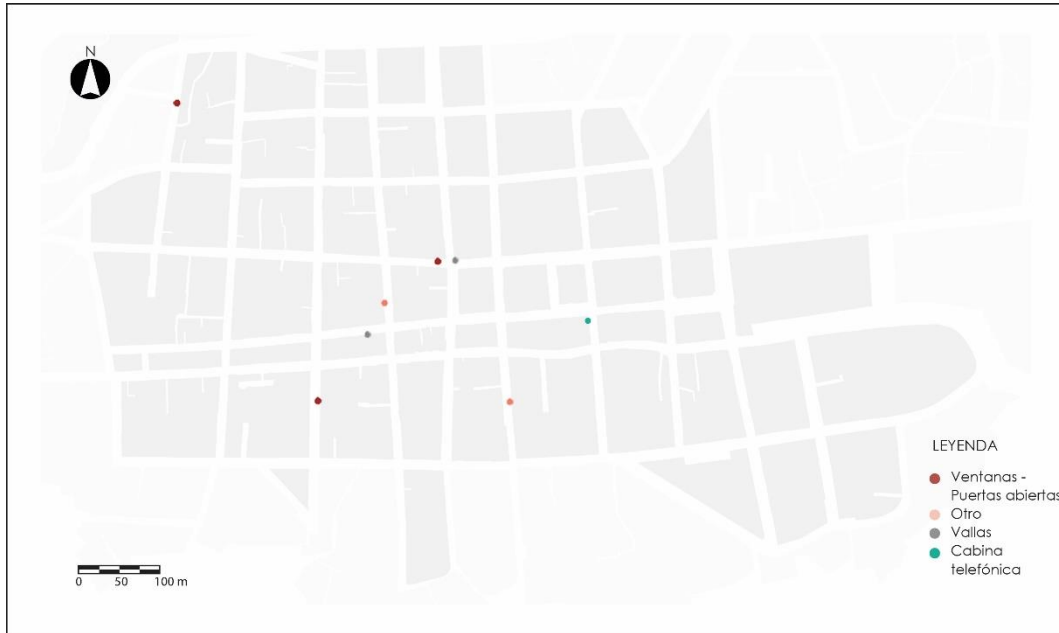 N
LEYENDA
Ventanas -
Puertas abiertas
Otro
Vallas
Cabina
telefónica
0 50 100 m